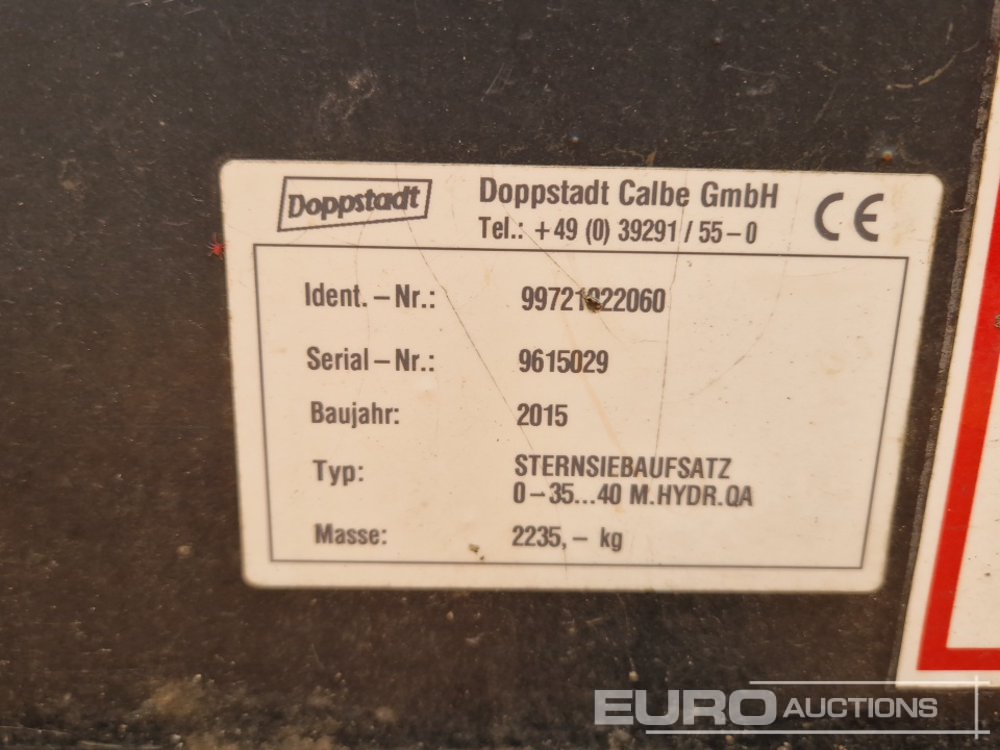 Doppstadt
Doppstadt Calbe GmbH
Tel.: +49 (0) 39291 / 55-0
CE
Ident.-Nr.:
Serial-Nr.: 9615029
Baujahr: 2015
Typ: STERNSIEBAUFSATZ
0-35...40 M.HYDR.QA
Masse: 2235,- kg
EURO AUCTIONS